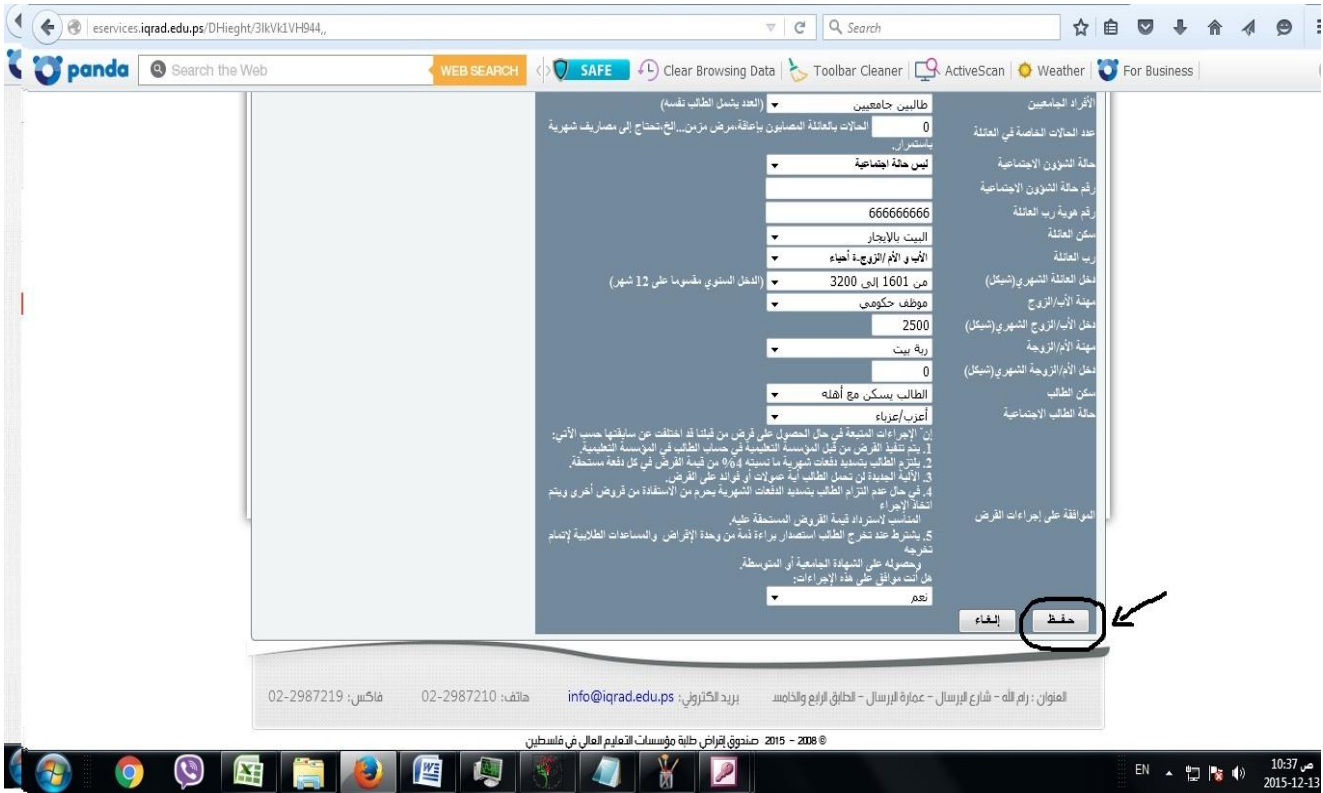 eservices.iqrad.edu.ps/DHieght/3IkVk1VH944,,
Search
panda
Search the Web
WEB SEARCH
SAFE
Clear Browsing Data
Toolbar Cleaner
ActiveScan
Weather
For Business
الأفراد الجامعيين
طالبين جامعيين
(العدد يشمل الطالب نفسه)
عدد الحالات الخاصة في العائلة
0
الحالات بالعائلة المصابون بإعاقة،مرض مزمن...الخ،تحتاج إلى مصاريف شهرية
باستمرار.
حالة الشؤون الاجتماعية
ليس حالة اجتماعية
رقم حالة الشؤون الاجتماعية
رقم هوية رب العائلة
666666666
سكن العائلة
البيت بالإيجار
رب العائلة
الأب و الأم /الزوج-ة أحياء
دخل العائلة الشهري(شيكل)
من 1601 إلى 3200
(الدخل السنوي مقسوما على 12 شهر)
مهنة الأب/الزوج
موظف حكومي
دخل الأب/الزوج الشهري(شيكل)
2500
مهنة الأم/الزوجة
ربة بيت
دخل الأم/الزوجة الشهري(شيكل)
0
سكن الطالب
الطالب يسكن مع أهله
حالة الطالب الاجتماعية
أعزب/عزباء
إن الإجراءات المتبعة في حال الحصول على قرض من قبلنا قد اختلفت عن سابقتها حسب الآتي:
1. يتم تنفيذ القرض من قبل المؤسسة التعليمية في حساب الطالب في المؤسسة التعليمية.
2. يلتزم الطالب بتسديد دفعات شهرية ما نسبته 4% من قيمة القرض في كل دفعة مستحقة.
3. الآلية الجديدة لن تحمل الطالب أية عمولات أو فوائد على القرض.
4. في حال عدم التزام الطالب بتسديد الدفعات الشهرية يحرم من الاستفادة من قروض أخرى ويتم
اتخاذ الإجراء
المناسب لاسترداد قيمة القروض المستحقة عليه.
الموافقة على إجراءات القرض
5. يشترط عند تخرج الطالب استصدار براءة ذمة من وحدة الإقراض والمساعدات الطلابية لإتمام
تخرجه
وحصوله على الشهادة الجامعية أو المتوسطة.
هل أنت موافق على هذه الإجراءات:
نعم
حفظ
إلغاء
العنوان : رام الله - شارع الإرسال - عمارة الإرسال - الطابق الرابع والخامس
بريد الكتروني: info@iqrad.edu.ps
هاتف: 02-2987210
فاكس: 02-2987219
© 2008 - 2015 صندوق إقراض طلبة مؤسسات التعليم العالي في فلسطين
EN
10:37 ص
2015-12-13